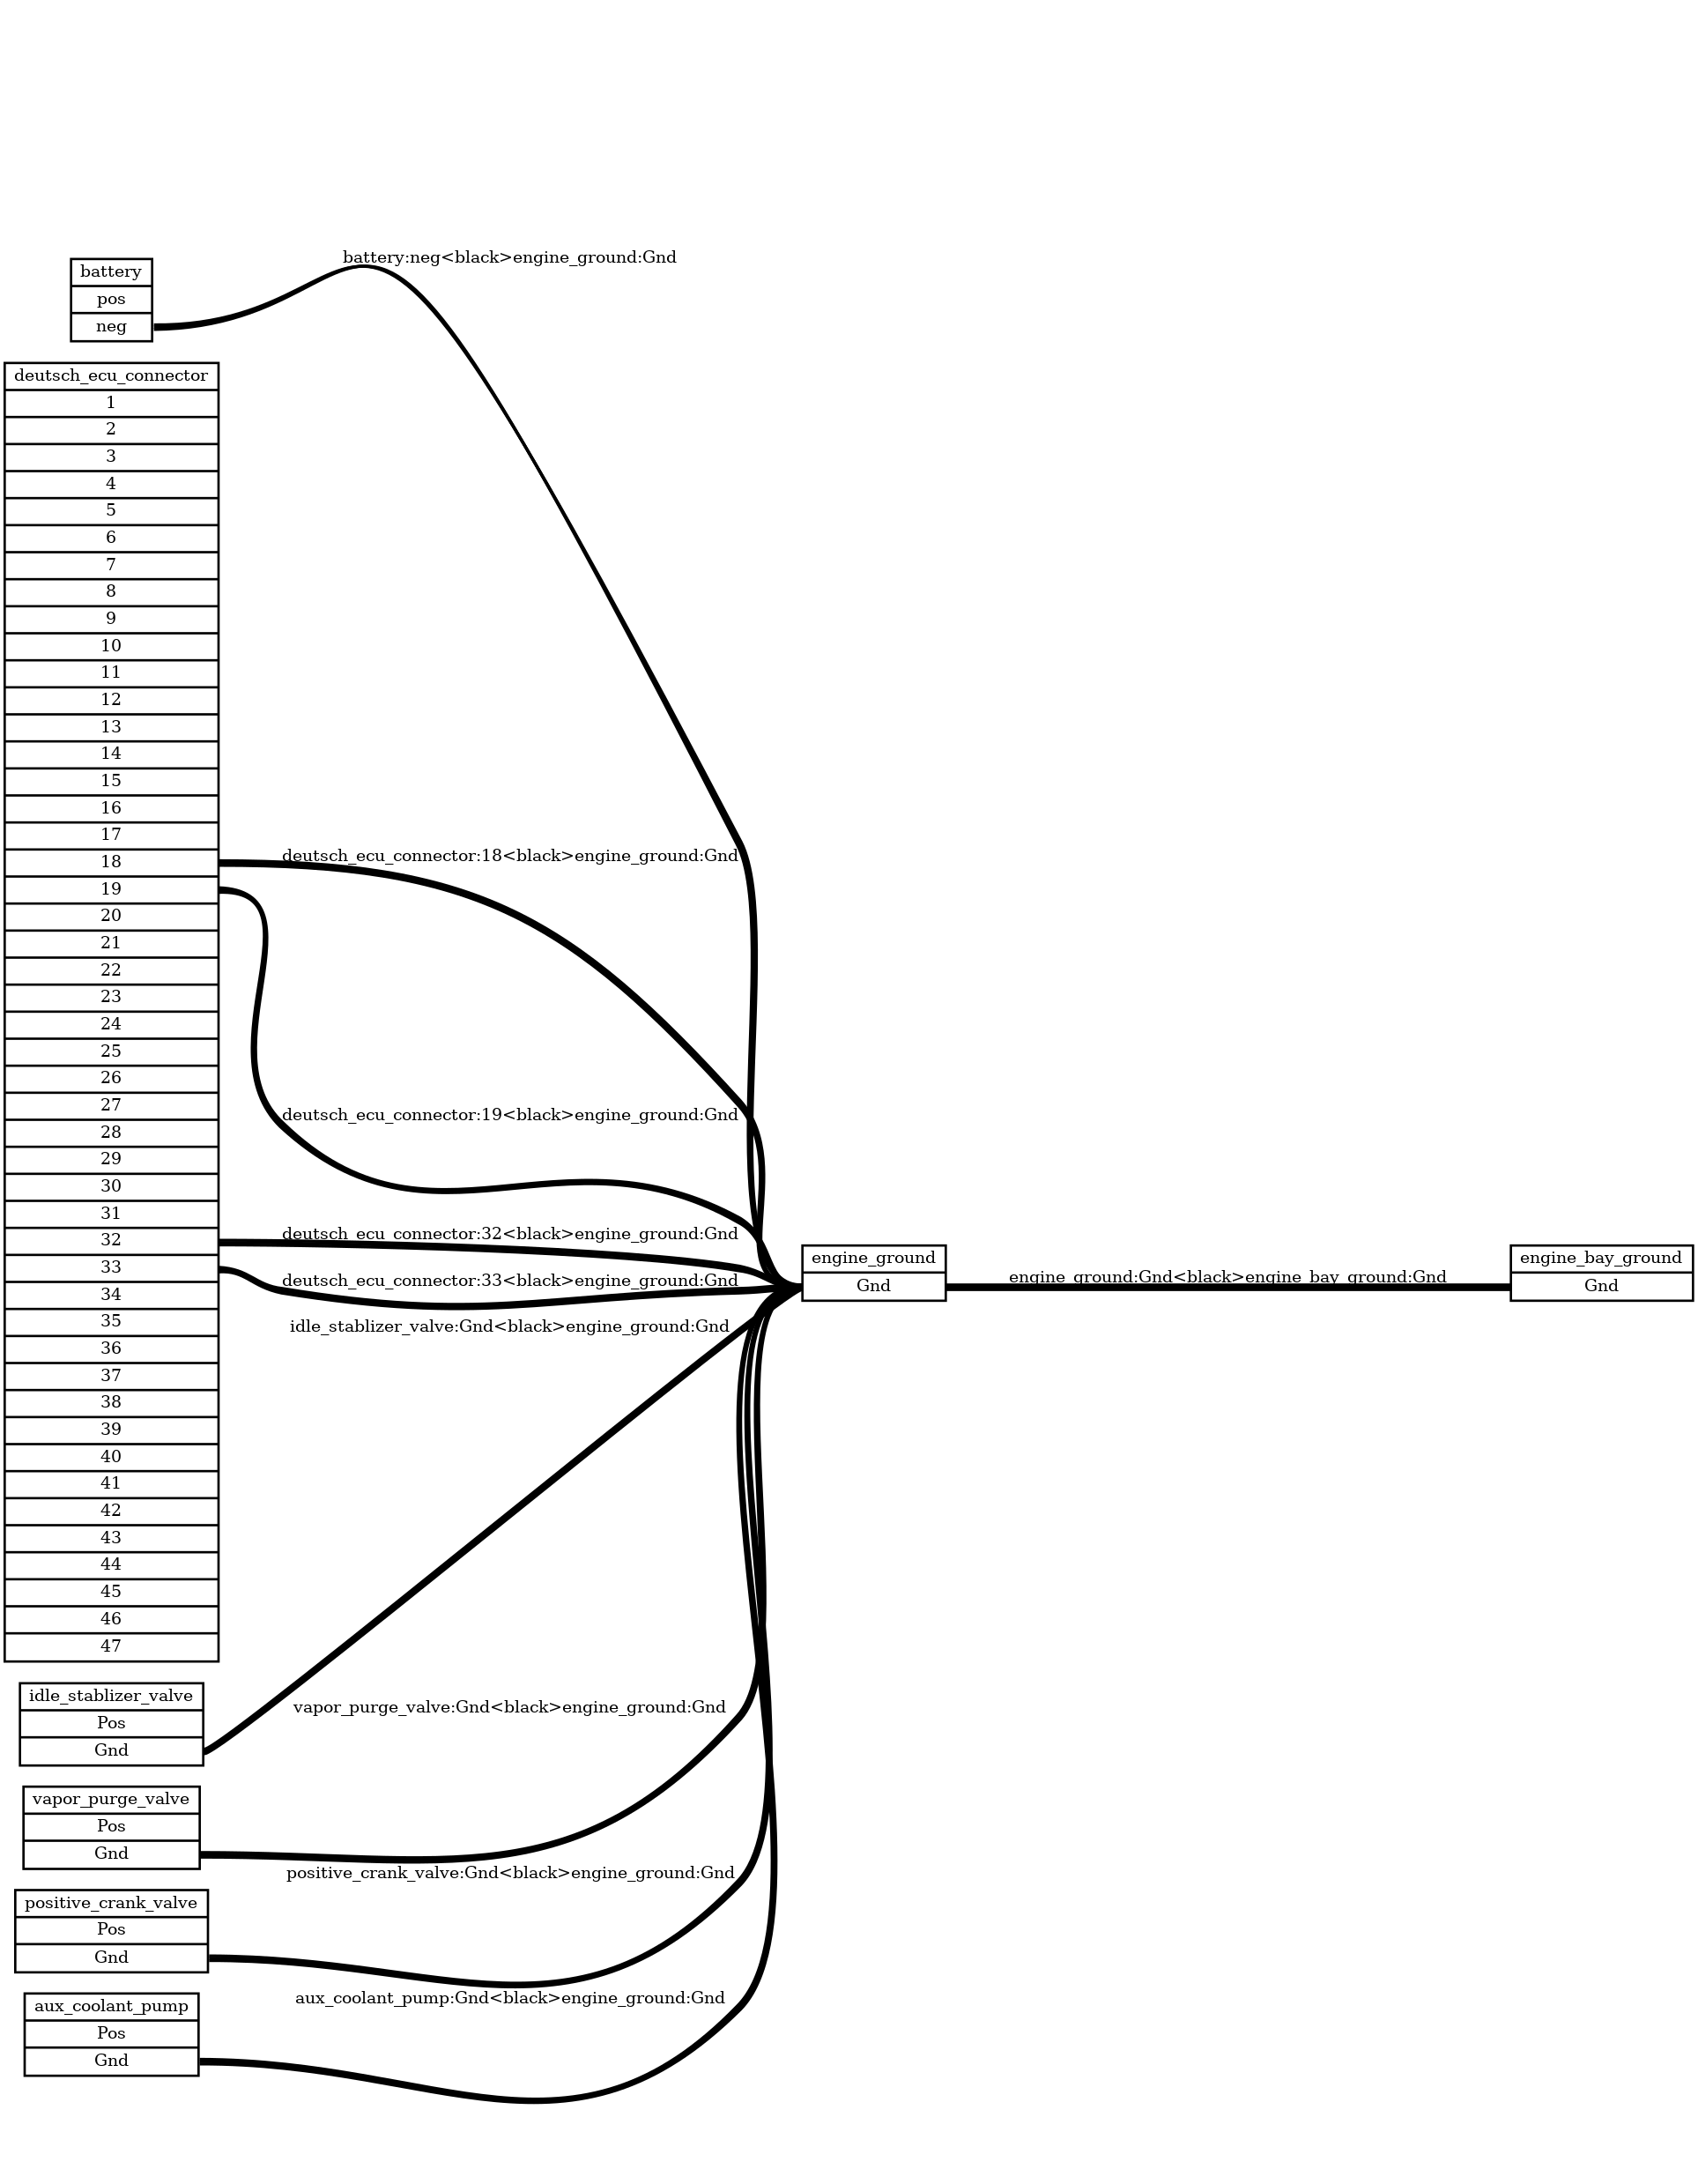 battery:neg<black>engine_ground:Gnd
battery
pos
neg
deutsch_ecu_connector
1
2
3
4
5
6
7
8
9
10
11
12
13
14
15
16
17
18
19
20
21
22
23
24
25
26
27
28
29
30
31
32
33
34
35
36
37
38
39
40
41
42
43
44
45
46
47
deutsch_ecu_connector:18<black>engine_ground:Gnd
deutsch_ecu_connector:19<black>engine_ground:Gnd
deutsch_ecu_connector:32<black>engine_ground:Gnd
deutsch_ecu_connector:33<black>engine_ground:Gnd
idle_stablizer_valve:Gnd<black>engine_ground:Gnd
engine_ground
Gnd
engine_ground:Gnd<black>engine_bay_ground:Gnd
engine_bay_ground
Gnd
idle_stablizer_valve
Pos
Gnd
vapor_purge_valve:Gnd<black>engine_ground:Gnd
vapor_purge_valve
Pos
Gnd
positive_crank_valve:Gnd<black>engine_ground:Gnd
positive_crank_valve
Pos
Gnd
aux_coolant_pump:Gnd<black>engine_ground:Gnd
aux_coolant_pump
Pos
Gnd